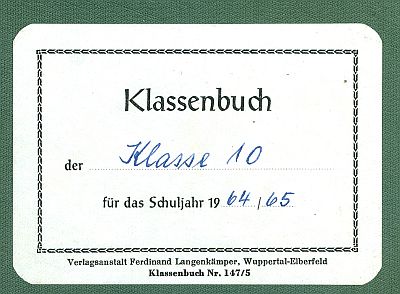 Klassenbuch
der Klasse 10
für das Schuljahr 19 64/65
Verlagsanstalt Ferdinand Langenkämper, Wuppertal-Elberfeld
Klassenbuch Nr. 147/5